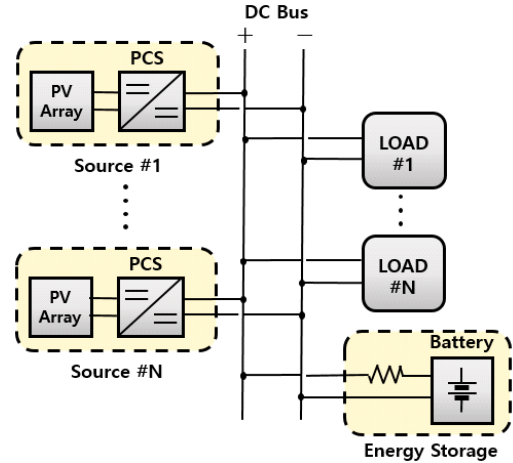 DC Bus
+ −
PCS
PV
Array
Source #1
LOAD
#1
PCS
PV
Array
Source #N
LOAD
#N
Battery
Energy Storage